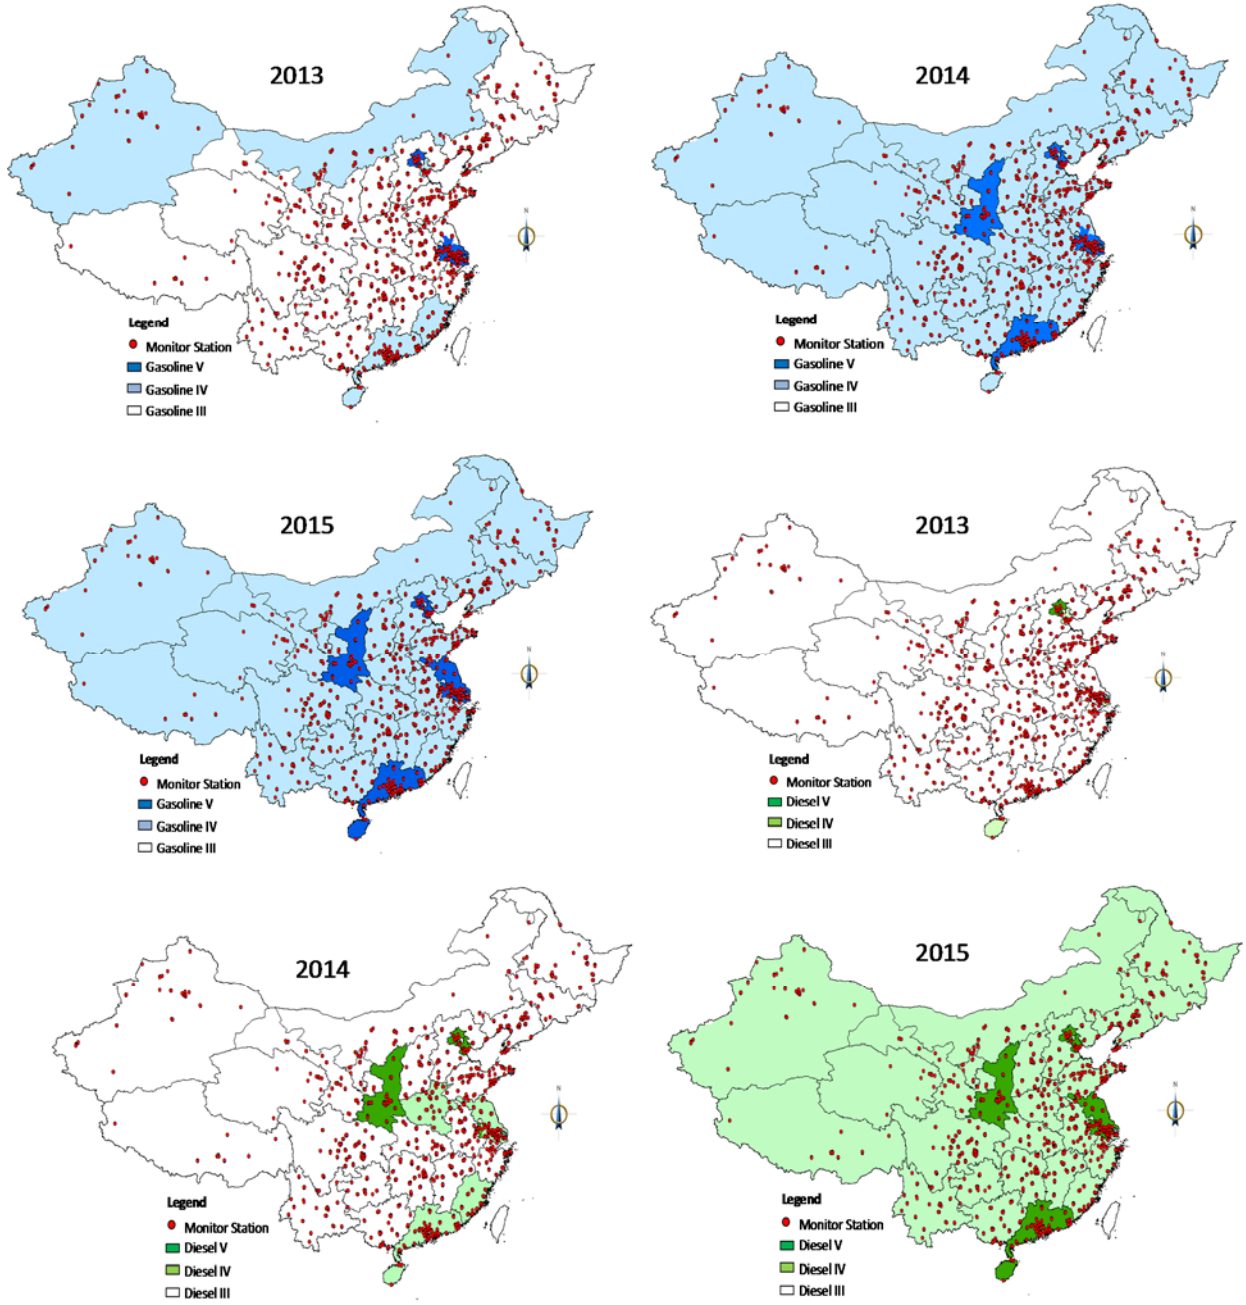 2013
N
Legend
Monitor Station
Gasoline V
Gasoline IV
Gasoline III
2014
N
Legend
Monitor Station
Gasoline V
Gasoline IV
Gasoline III
2015
N
Legend
Monitor Station
Gasoline V
Gasoline IV
Gasoline III
2013
N
Legend
Monitor Station
Diesel V
Diesel IV
Diesel III
2014
N
Legend
Monitor Station
Diesel V
Diesel IV
Diesel III
2015
N
Legend
Monitor Station
Diesel V
Diesel IV
Diesel III